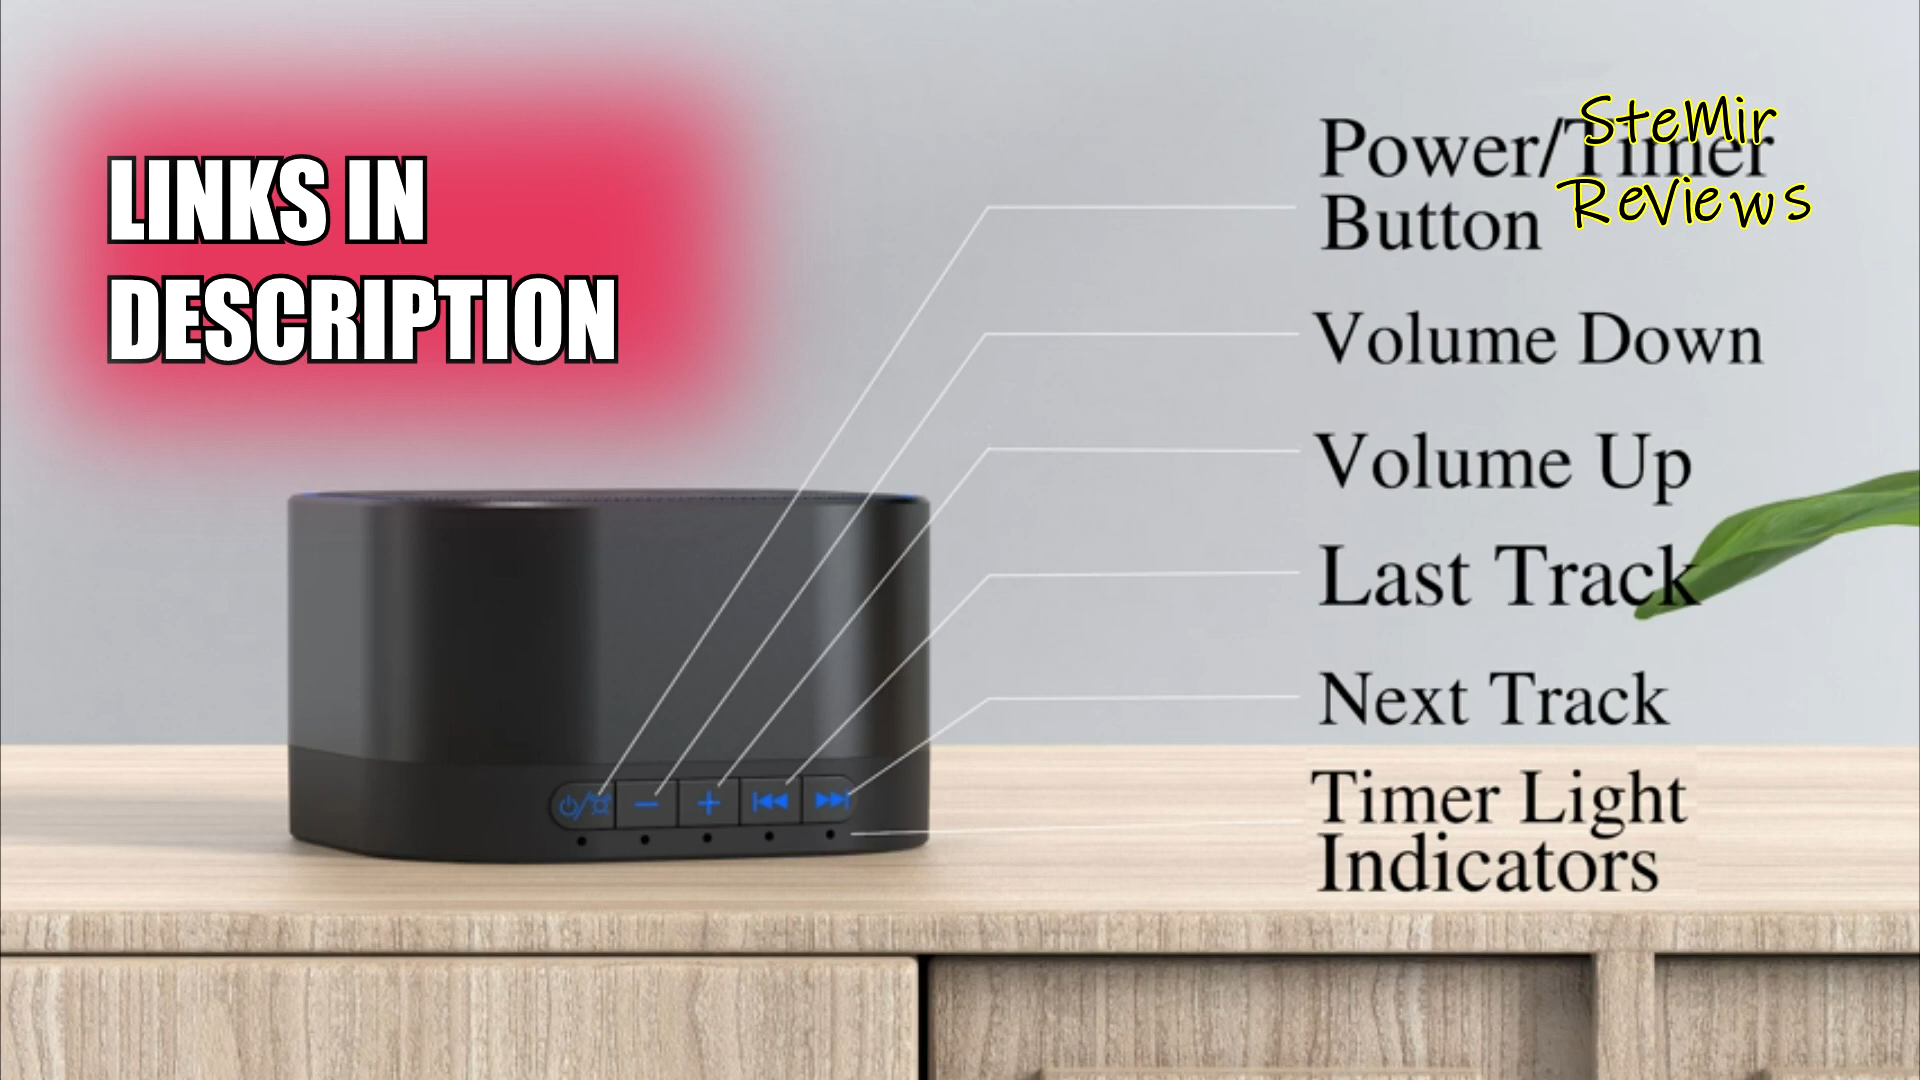 LINKS IN
DESCRIPTION
SteMir
Reviews
Power/Timer
Button
Volume Down
Volume Up
Last Track
Next Track
Timer Light
Indicators